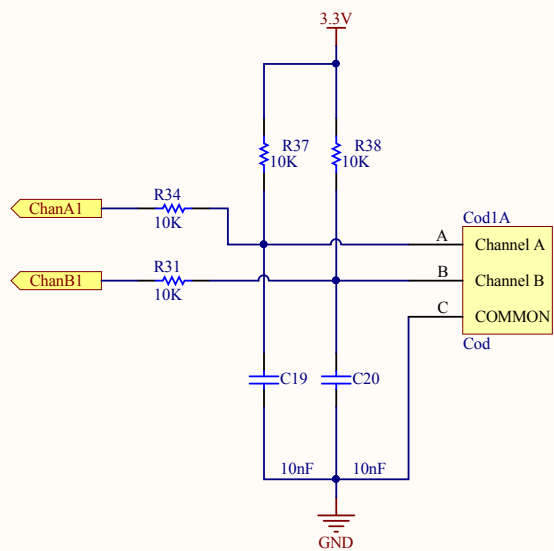 3.3V
R37
10K
R38
10K
ChanA1
R34
10K
Cod1A
A
Channel A
ChanB1
R31
10K
B
Channel B
C
COMMON
Cod
C19
C20
10nF
10nF
GND